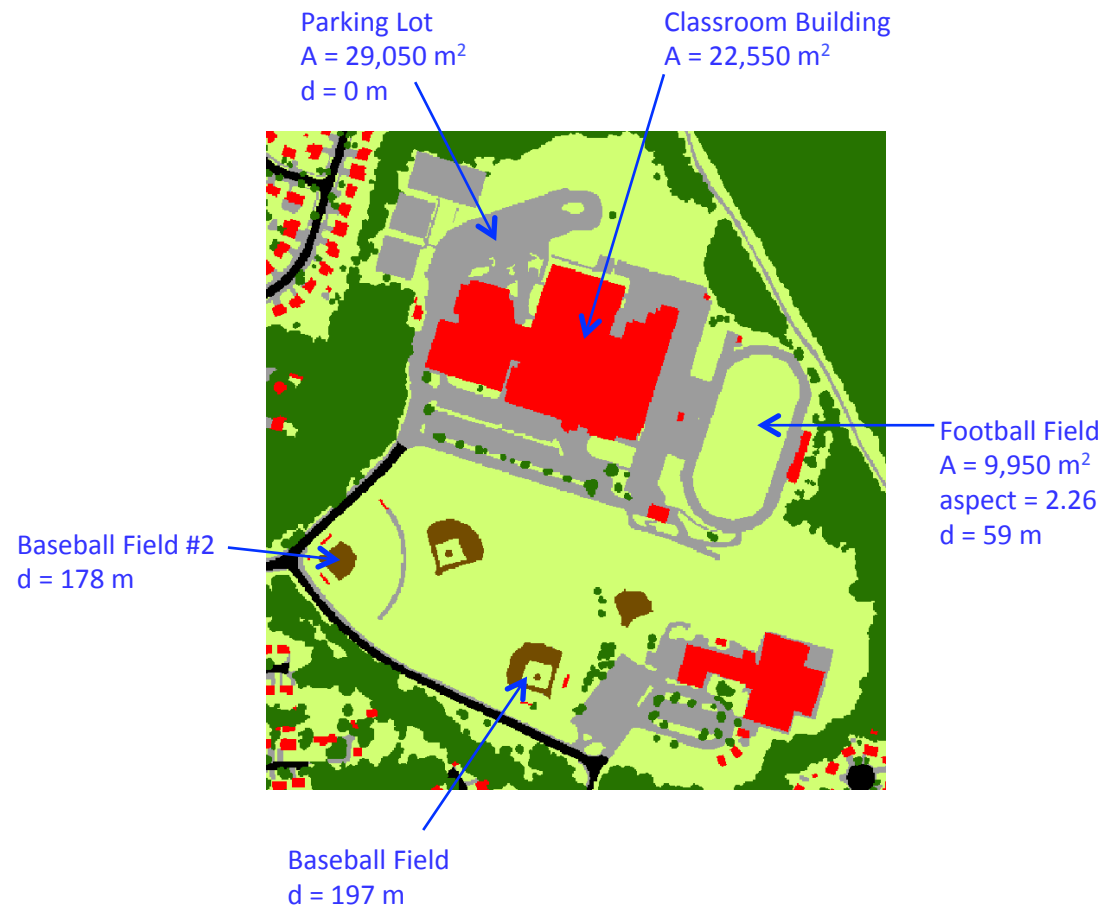 Parking Lot
A = 29,050 m²
d = 0 m
Classroom Building
A = 22,550 m²
Football Field
A = 9,950 m²
aspect = 2.26
d = 59 m
Baseball Field #2
d = 178 m
Baseball Field
d = 197 m